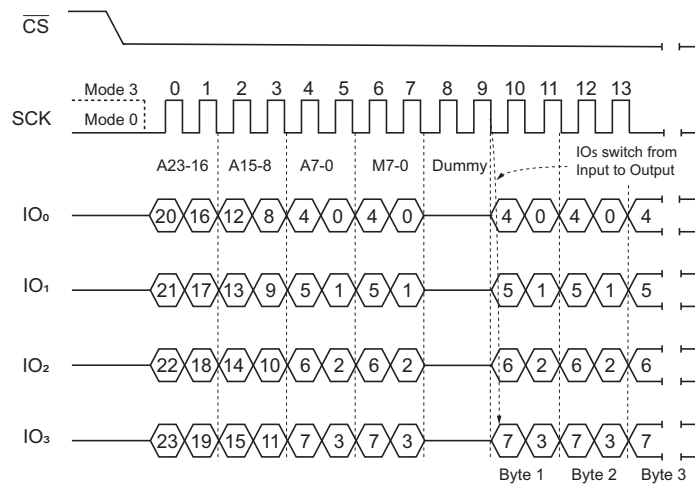 CS
SCK
Mode 3
Mode 0
0 1 2 3 4 5 6 7 8 9 10 11 12 13
A23-16 A15-8 A7-0 M7-0 Dummy
IOs switch from
Input to Output
IO₀ 20 16 12 8 4 0 4 0 4 0 4 0 4
IO₁ 21 17 13 9 5 1 5 1 5 1 5 1 5
IO₂ 22 18 14 10 6 2 6 2 6 2 6 2 6
IO₃ 23 19 15 11 7 3 7 3 7 3 7 3 7
Byte 1 Byte 2 Byte 3